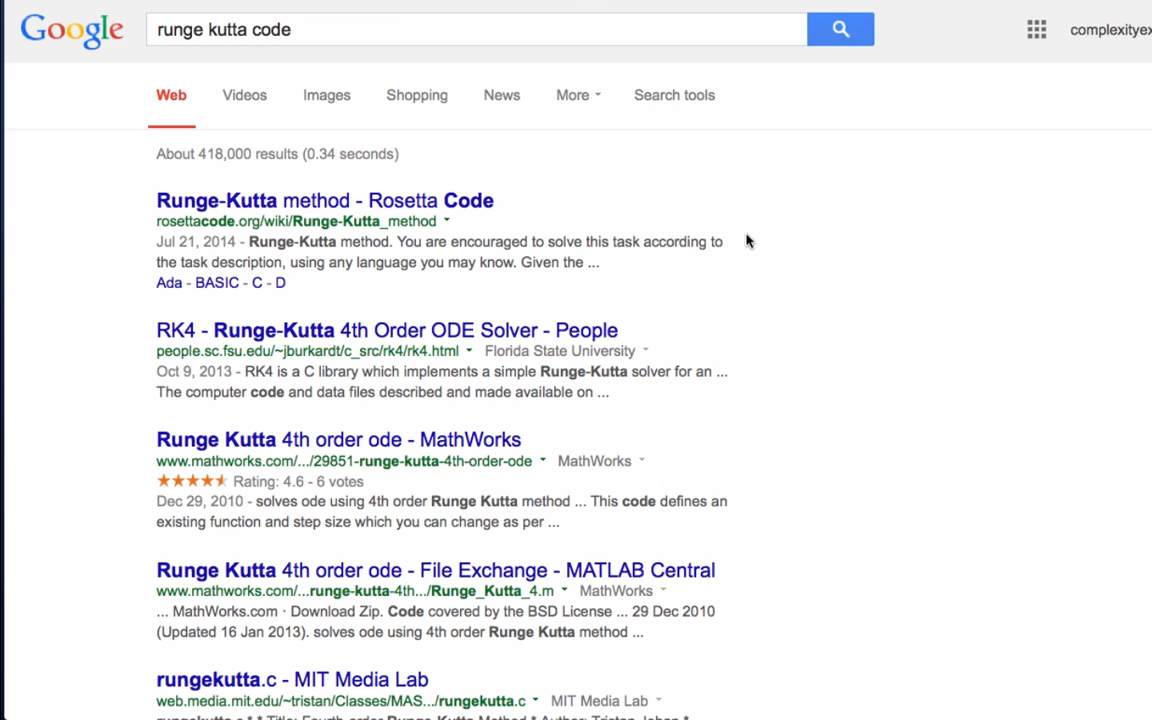 Google
runge kutta code
complexityex
Web Videos Images Shopping News More Search tools
About 418,000 results (0.34 seconds)
Runge-Kutta method - Rosetta Code
rosettacode.org/wiki/Runge-Kutta_method
Jul 21, 2014 - Runge-Kutta method. You are encouraged to solve this task according to
the task description, using any language you may know. Given the ...
Ada - BASIC - C - D
RK4 - Runge-Kutta 4th Order ODE Solver - People
people.sc.fsu.edu/~jburkardt/c_src/rk4/rk4.html Florida State University
Oct 9, 2013 - RK4 is a C library which implements a simple Runge-Kutta solver for an ...
The computer code and data files described and made available on ...
Runge Kutta 4th order ode - MathWorks
www.mathworks.com/.../29851-runge-kutta-4th-order-ode MathWorks
Rating: 4.6 - 6 votes
Dec 29, 2010 - solves ode using 4th order Runge Kutta method ... This code defines an
existing function and step size which you can change as per ...
Runge Kutta 4th order ode - File Exchange - MATLAB Central
www.mathworks.com/...runge-kutta-4th.../Runge_Kutta_4.m MathWorks
... MathWorks.com · Download Zip. Code covered by the BSD License ... 29 Dec 2010
(Updated 16 Jan 2013). solves ode using 4th order Runge Kutta method ...
rungekutta.c - MIT Media Lab
web.media.mit.edu/~tristan/Classes/MAS.../rungekutta.c MIT Media Lab